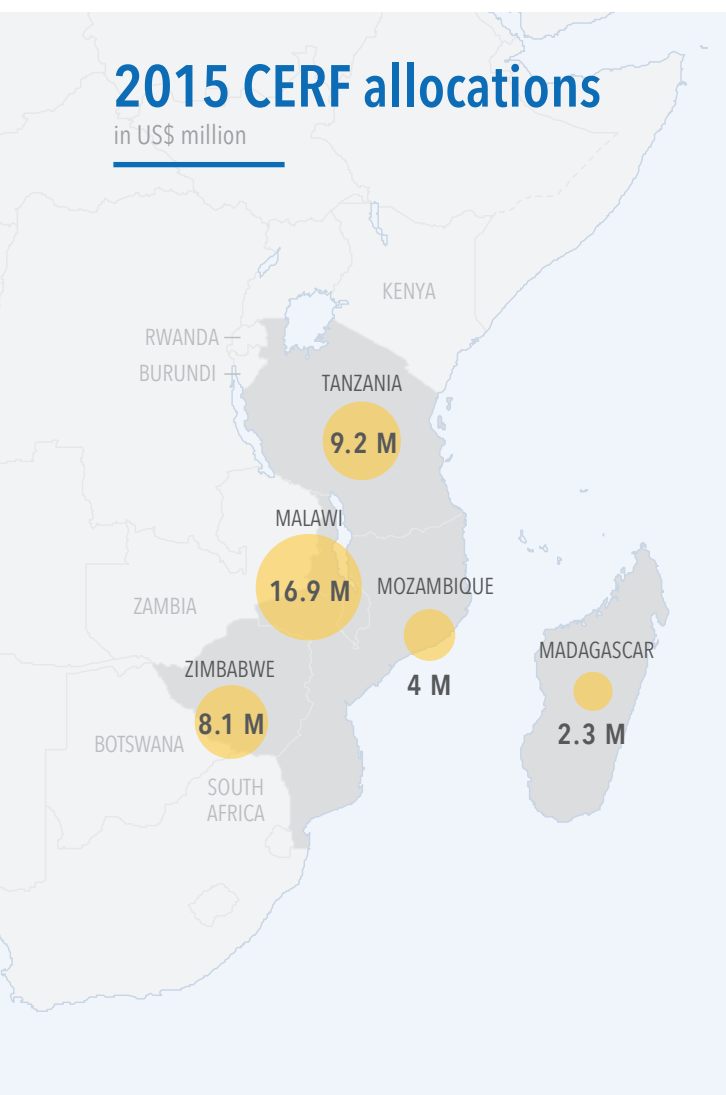 2015 CERF allocations
in US$ million
KENYA
RWANDA
BURUNDI
TANZANIA
9.2 M
MALAWI
16.9 M
MOZAMBIQUE
4 M
ZAMBIA
MADAGASCAR
2.3 M
ZIMBABWE
8.1 M
BOTSWANA
SOUTH
AFRICA